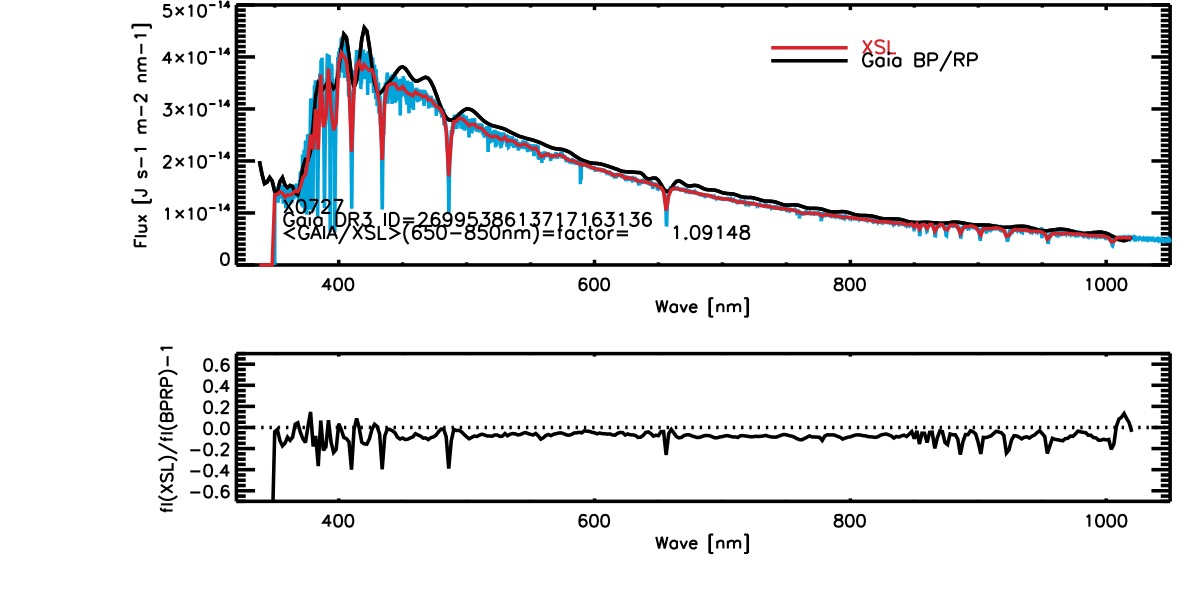 5×10⁻¹⁴
4×10⁻¹⁴
3×10⁻¹⁴
2×10⁻¹⁴
1×10⁻¹⁴
0
Flux [J s−1 m−2 nm−1]
XSL
Gaia BP/RP
X0727
Gaia DR3 ID=2699538613717163136
<GAIA/XSL>(650−850nm)=factor= 1.09148
400 600 800 1000
Wave [nm]
0.6
0.4
0.2
0.0
−0.2
−0.4
−0.6
fl(XSL)/fl(BPRP)−1
400 600 800 1000
Wave [nm]